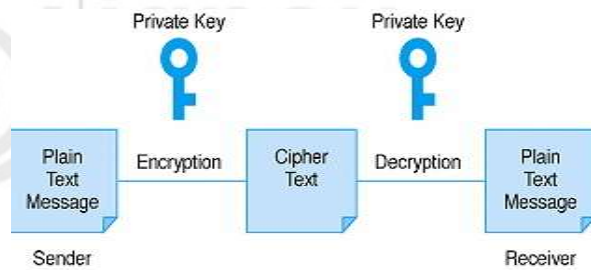 Private Key
Private Key
Plain
Text
Message
Encryption
Cipher
Text
Decryption
Plain
Text
Message
Sender
Receiver